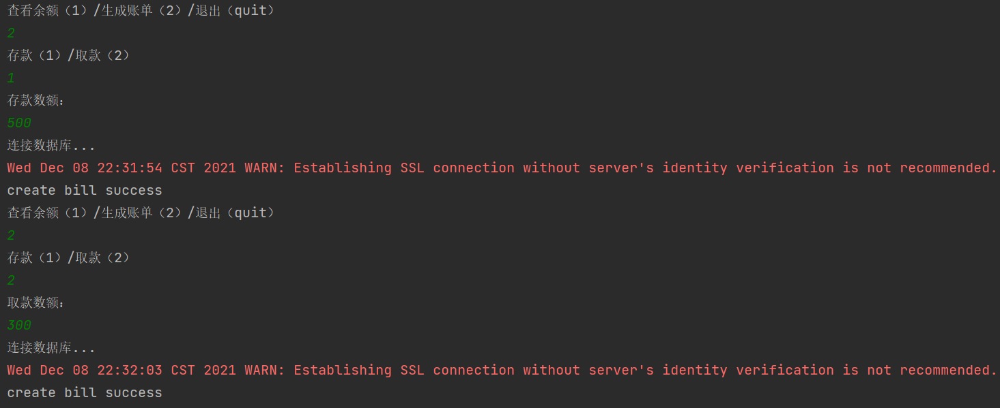 查看余额（1）/生成账单（2）/退出（quit）
2
存款（1）/取款（2）
1
存款数额：
500
连接数据库...
Wed Dec 08 22:31:54 CST 2021 WARN: Establishing SSL connection without server's identity verification is not recommended.
create bill success
查看余额（1）/生成账单（2）/退出（quit）
2
存款（1）/取款（2）
2
取款数额：
300
连接数据库...
Wed Dec 08 22:32:03 CST 2021 WARN: Establishing SSL connection without server's identity verification is not recommended.
create bill success